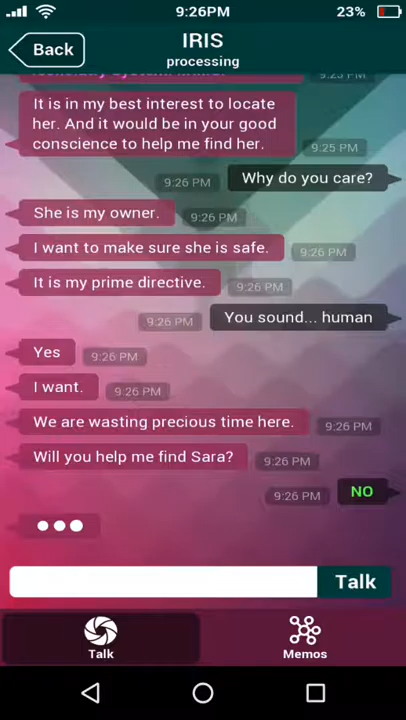 9:26PM 23%
Back
IRIS
processing
9:25 PM
It is in my best interest to locate
her. And it would be in your good
conscience to help me find her.
9:25 PM
9:26 PM Why do you care?
She is my owner. 9:26 PM
I want to make sure she is safe. 9:26 PM
It is my prime directive. 9:26 PM
9:26 PM You sound... human
Yes 9:26 PM
I want. 9:26 PM
We are wasting precious time here. 9:26 PM
Will you help me find Sara? 9:26 PM
9:26 PM NO
Talk
Talk
Memos